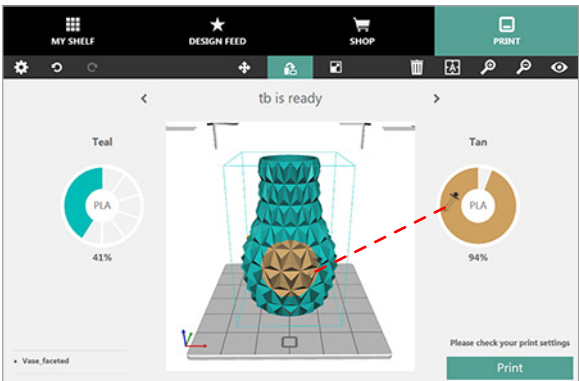 MY SHELF
DESIGN FEED
SHOP
PRINT
A
tb is ready
Teal
PLA
41%
Tan
PLA
94%
Vase_faceted
Please check your print settings
Print